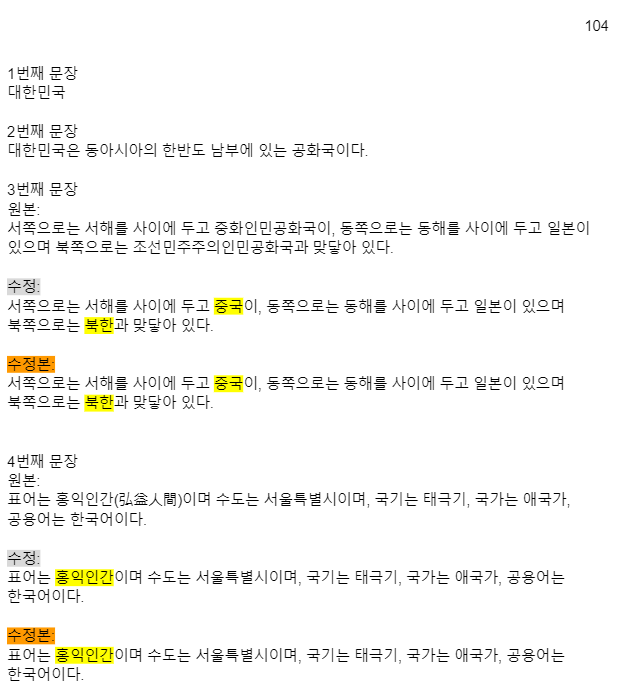 104
1번째 문장
대한민국
2번째 문장
대한민국은 동아시아의 한반도 남부에 있는 공화국이다.
3번째 문장
원본:
서쪽으로는 서해를 사이에 두고 중화인민공화국이, 동쪽으로는 동해를 사이에 두고 일본이
있으며 북쪽으로는 조선민주주의인민공화국과 맞닿아 있다.
수정:
서쪽으로는 서해를 사이에 두고 중국이, 동쪽으로는 동해를 사이에 두고 일본이 있으며
북쪽으로는 북한과 맞닿아 있다.
수정본:
서쪽으로는 서해를 사이에 두고 중국이, 동쪽으로는 동해를 사이에 두고 일본이 있으며
북쪽으로는 북한과 맞닿아 있다.
4번째 문장
원본:
표어는 홍익인간(弘益人間)이며 수도는 서울특별시이며, 국기는 태극기, 국가는 애국가,
공용어는 한국어이다.
수정:
표어는 홍익인간이며 수도는 서울특별시이며, 국기는 태극기, 국가는 애국가, 공용어는
한국어이다.
수정본:
표어는 홍익인간이며 수도는 서울특별시이며, 국기는 태극기, 국가는 애국가, 공용어는
한국어이다.